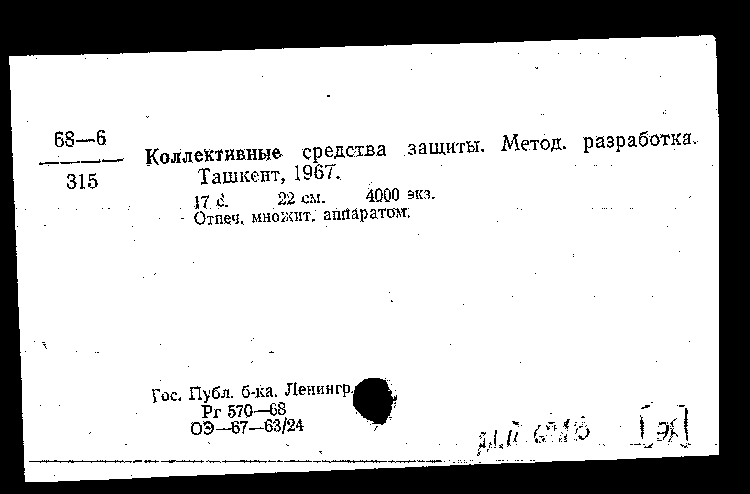 68—6
315
Коллективные средства защиты. Метод. разработка.
Ташкент, 1967.
17 с. 22 см. 4000 экз.
Отпеч. множит. аппаратом.
Гос. Публ. б-ка. Ленингр.
Рг 570—68
ОЭ—67—63/24
[ЭК]